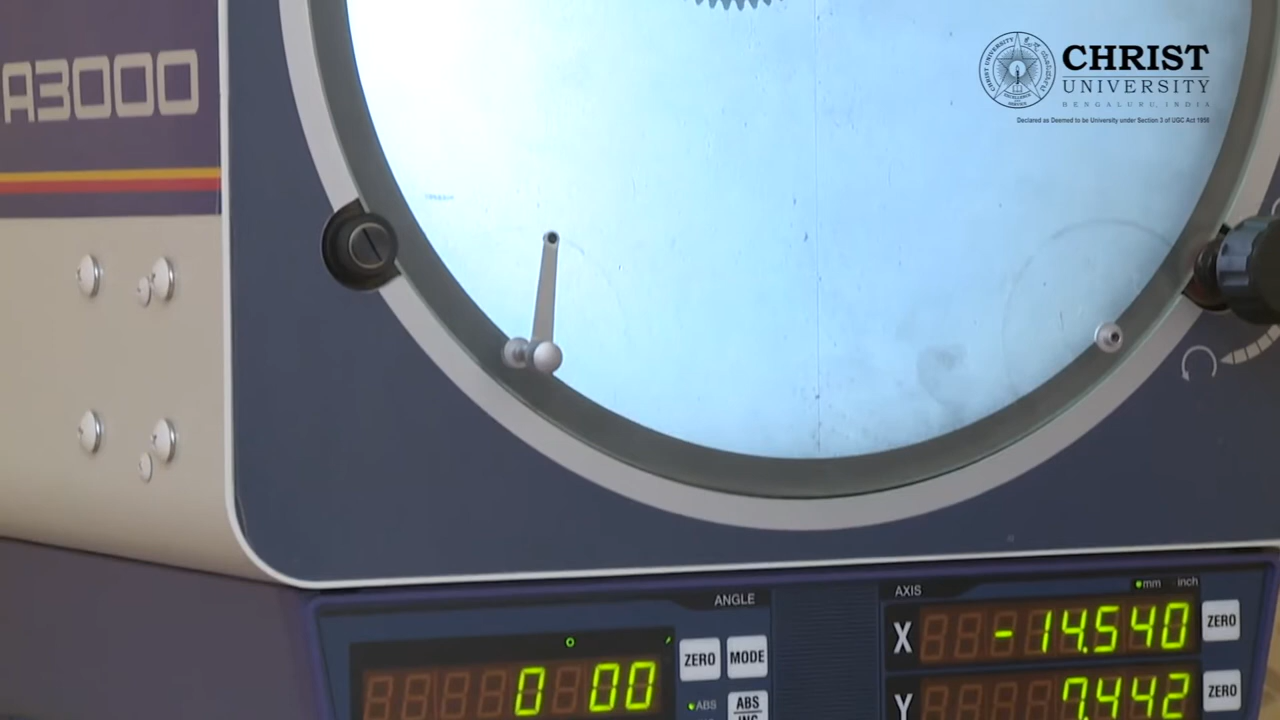 A3000
CHRIST
UNIVERSITY
BENGALURU, INDIA
Declared as Deemed to be University under Section 3 of UGC Act 1956
ANGLE
ZERO
MODE
0 00
ABS
ABS
AXIS
mm inch
X -14.540 ZERO
Y 7.442 ZERO